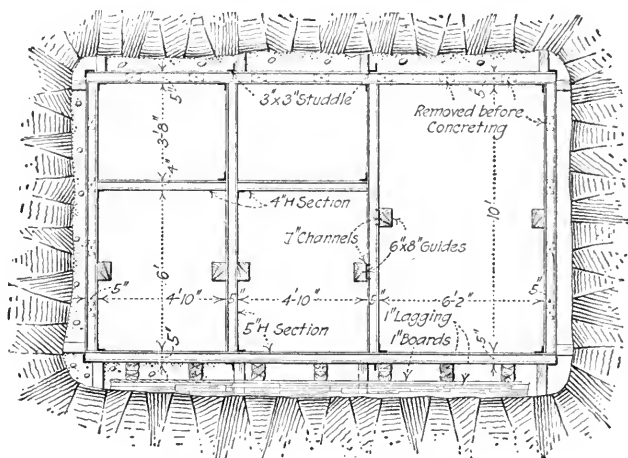 5"
3'-8"
4"
3"x3" Studdle
5"
Removed before
Concreting
4" H Section
10'
7" Channels
6"x8" Guides
6'
5"
4'-10"
5"
4'-10"
5"
6'-2"
5"
5" H Section
1" Lagging
1" Boards
5'
5"